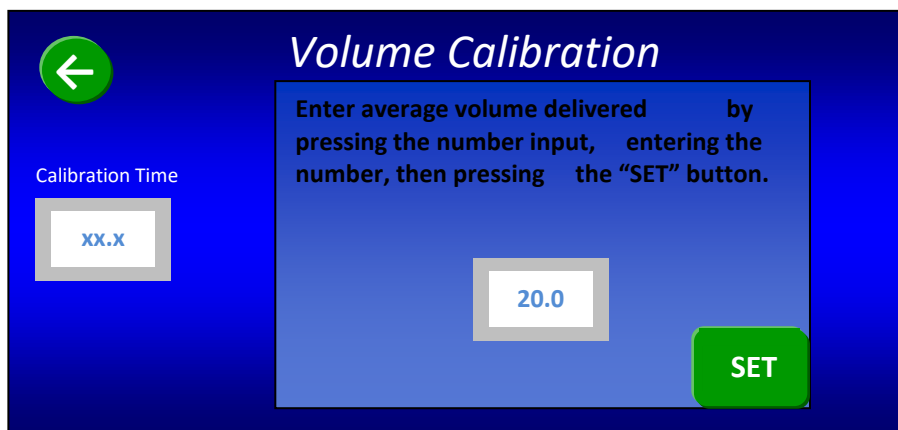 Volume Calibration
Enter average volume delivered by
pressing the number input, entering the
number, then pressing the “SET” button.
Calibration Time
xx.x
20.0
SET